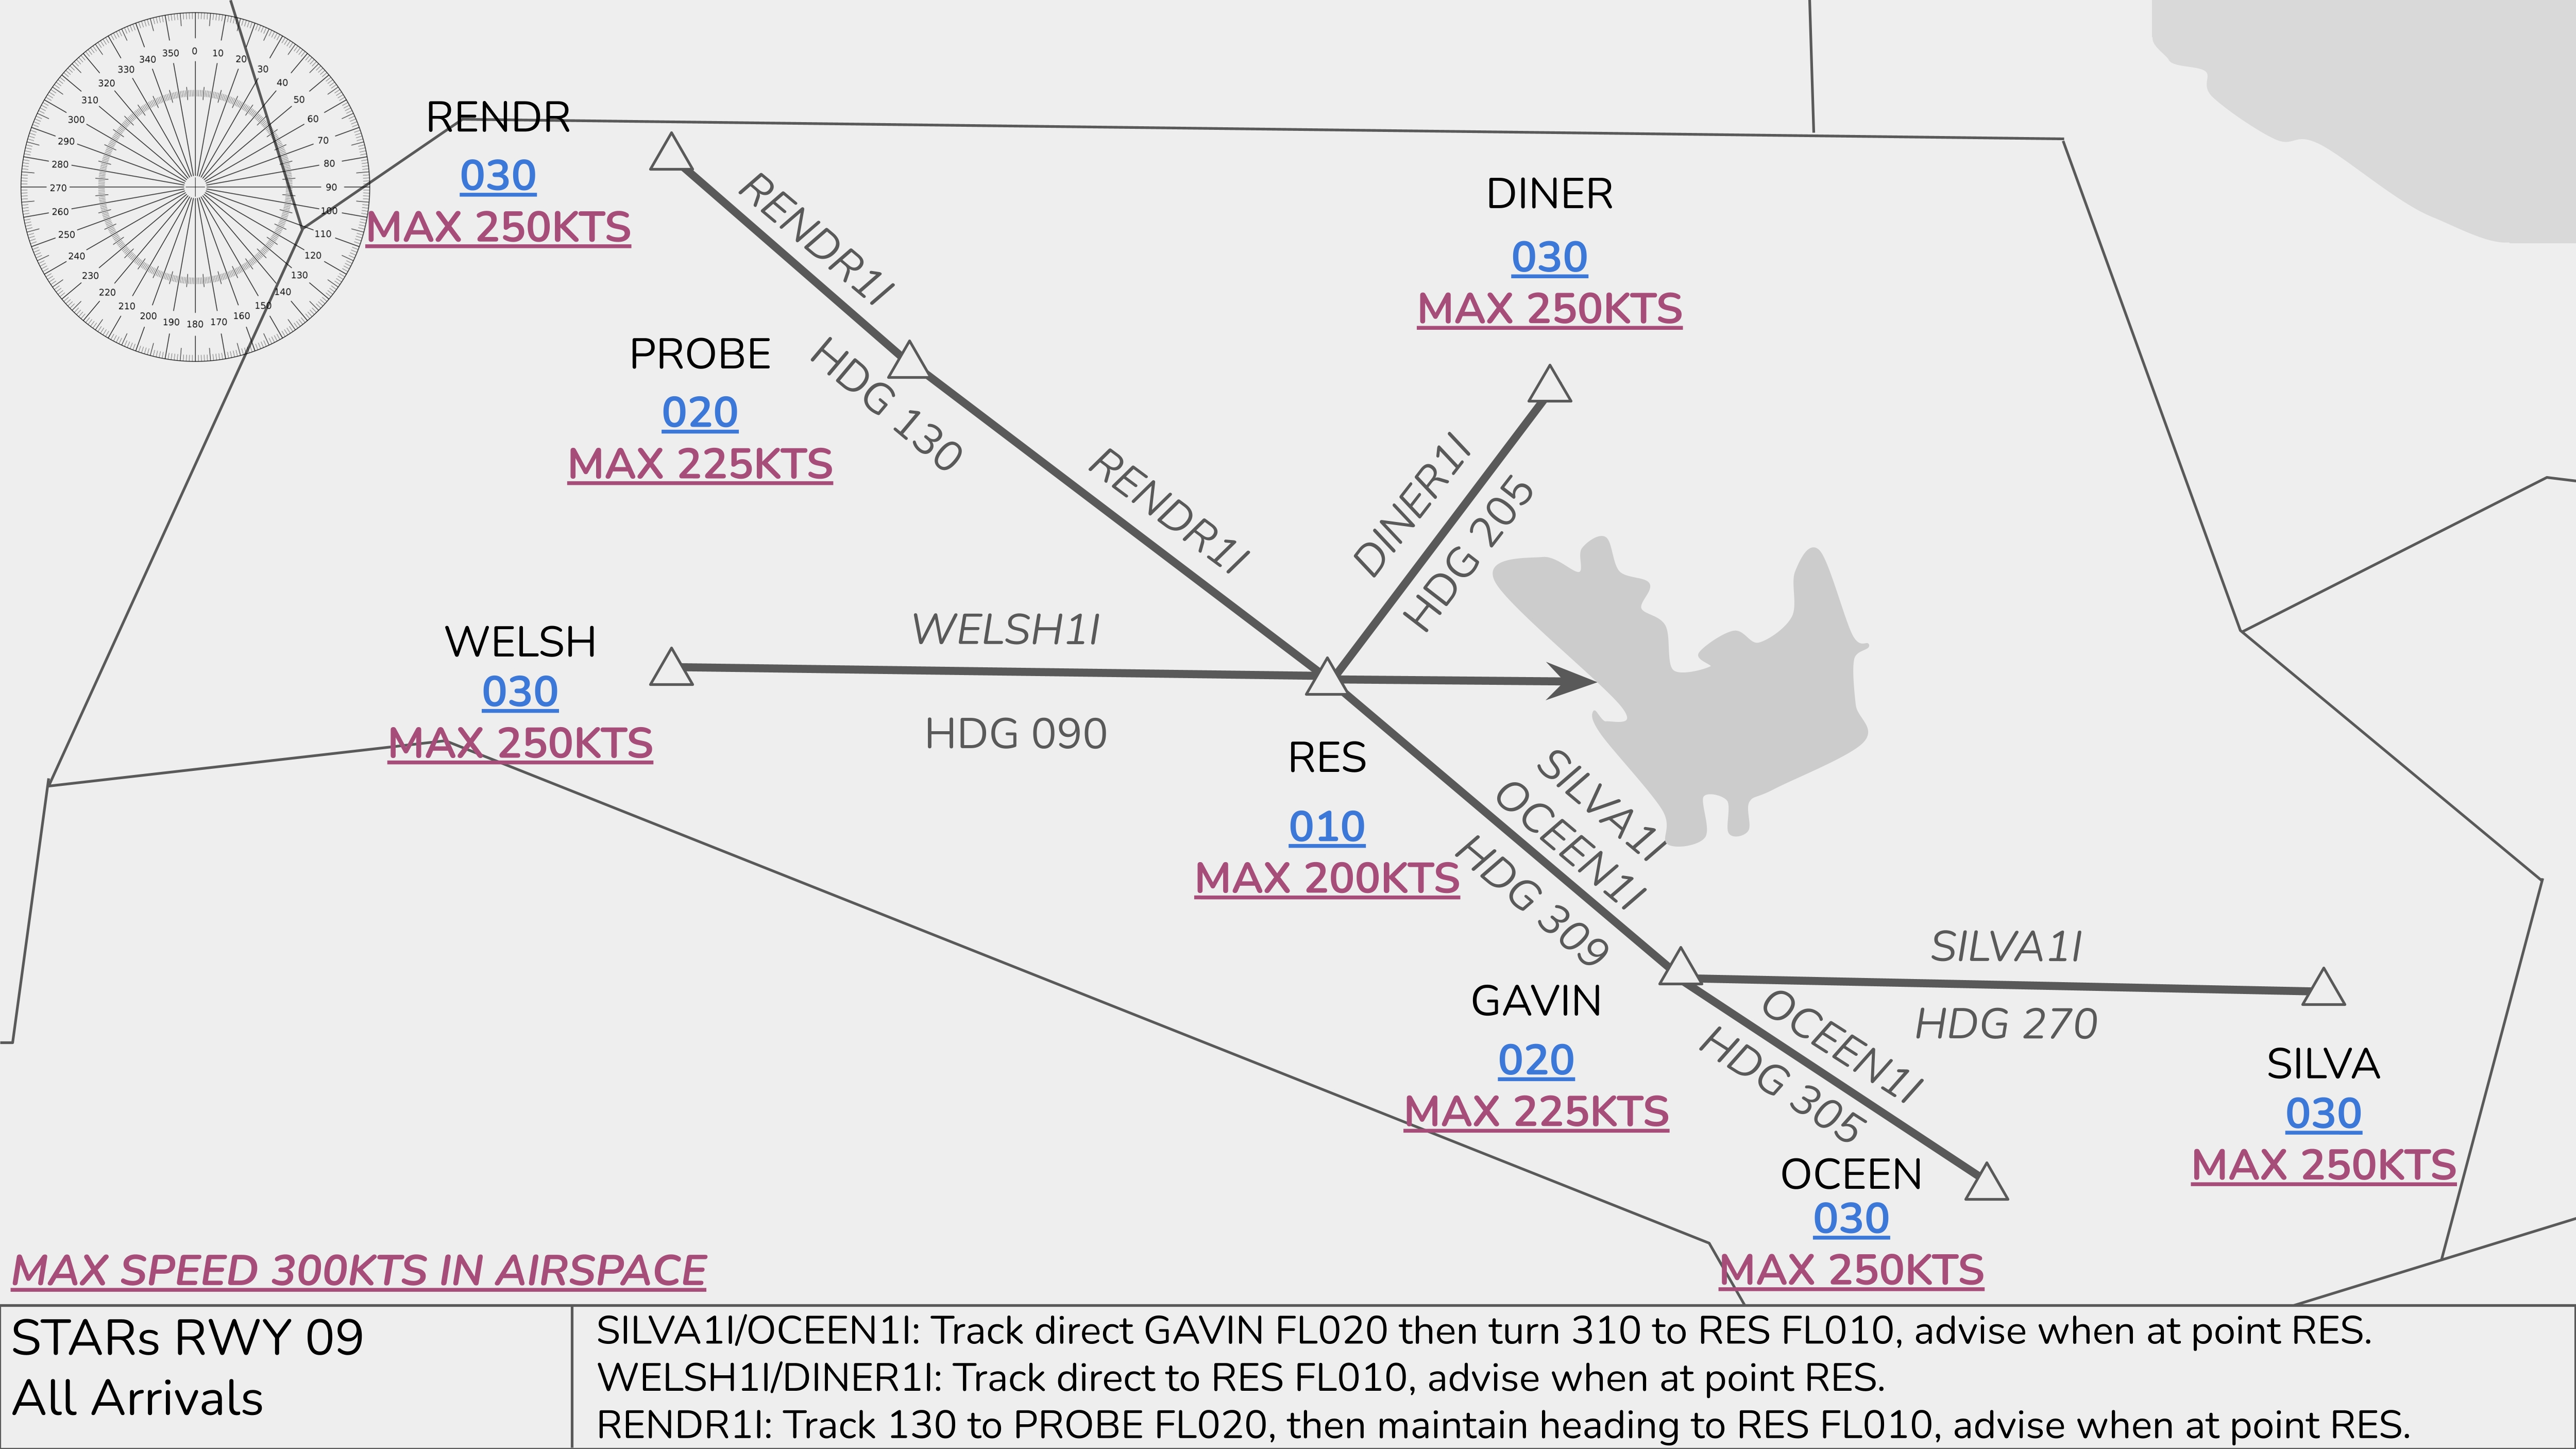 0
10
20
30
40
50
60
70
80
90
100
110
120
130
140
150
160
170
180
190
200
210
220
230
240
250
260
270
280
290
300
310
320
330
340
350
RENDR
030
MAX 250KTS
RENDR1I
HDG 130
PROBE
020
MAX 225KTS
RENDR1I
DINER
030
MAX 250KTS
DINER1I
HDG 205
WELSH
030
MAX 250KTS
WELSH1I
HDG 090
RES
010
MAX 200KTS
SILVA1I
OCEEN1I
HDG 309
GAVIN
020
MAX 225KTS
SILVA1I
HDG 270
OCEEN1I
HDG 305
SILVA
030
MAX 250KTS
OCEEN
030
MAX 250KTS
MAX SPEED 300KTS IN AIRSPACE
STARs RWY 09
All Arrivals
SILVA1I/OCEEN1I: Track direct GAVIN FL020 then turn 310 to RES FL010, advise when at point RES.
WELSH1I/DINER1I: Track direct to RES FL010, advise when at point RES.
RENDR1I: Track 130 to PROBE FL020, then maintain heading to RES FL010, advise when at point RES.